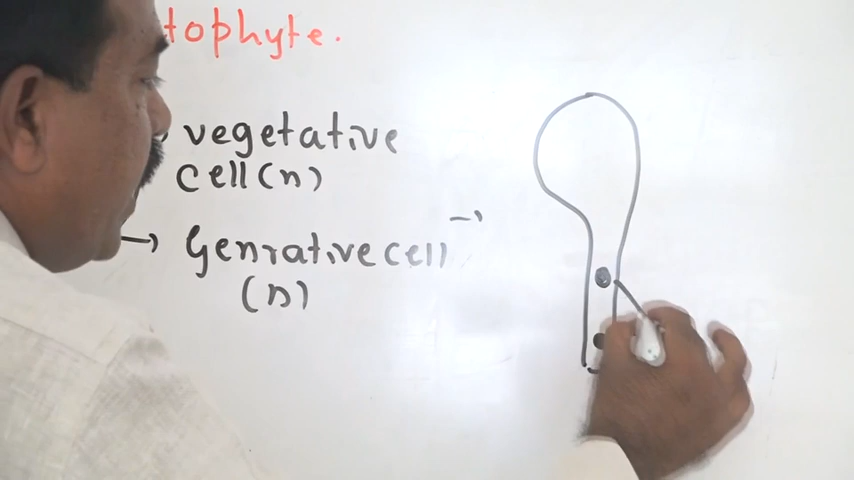 tophyte.
vegetative
cell(n)
→ Genrative cell →
(n)